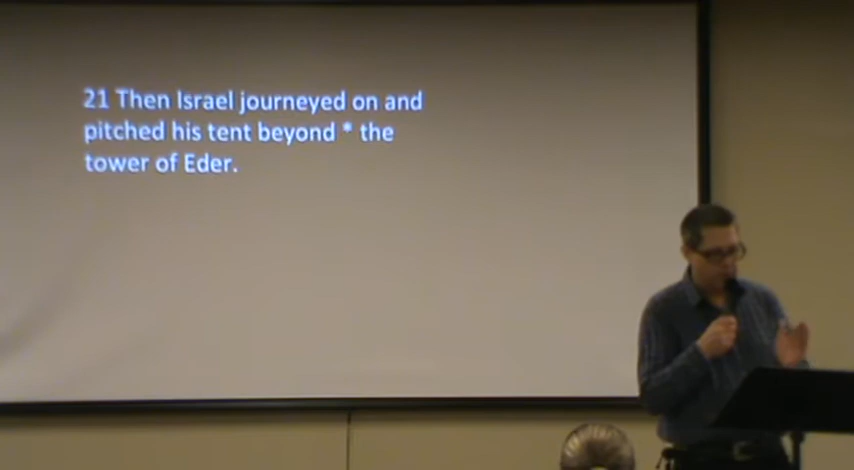 21 Then Israel journeyed on and
pitched his tent beyond * the
tower of Eder.